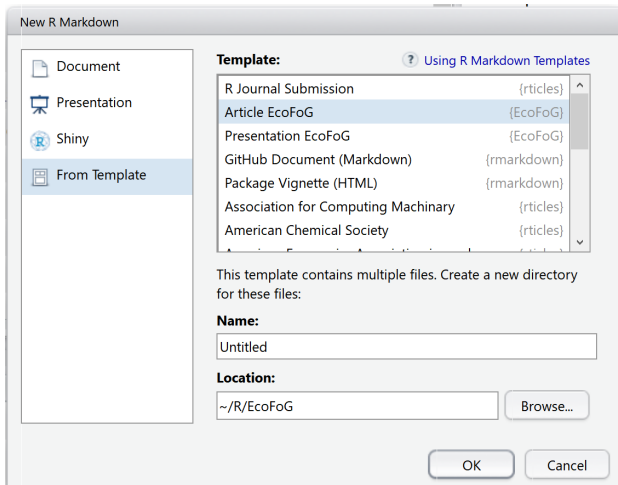 New R Markdown
Document
Presentation
Shiny
From Template
Template:
? Using R Markdown Templates
R Journal Submission {rticles}
Article EcoFoG {EcoFoG}
Presentation EcoFoG {EcoFoG}
GitHub Document (Markdown) {rmarkdown}
Package Vignette (HTML) {rmarkdown}
Association for Computing Machinary {rticles}
American Chemical Society {rticles}
This template contains multiple files. Create a new directory
for these files:
Name:
Untitled
Location:
~/R/EcoFoG
Browse...
OK
Cancel